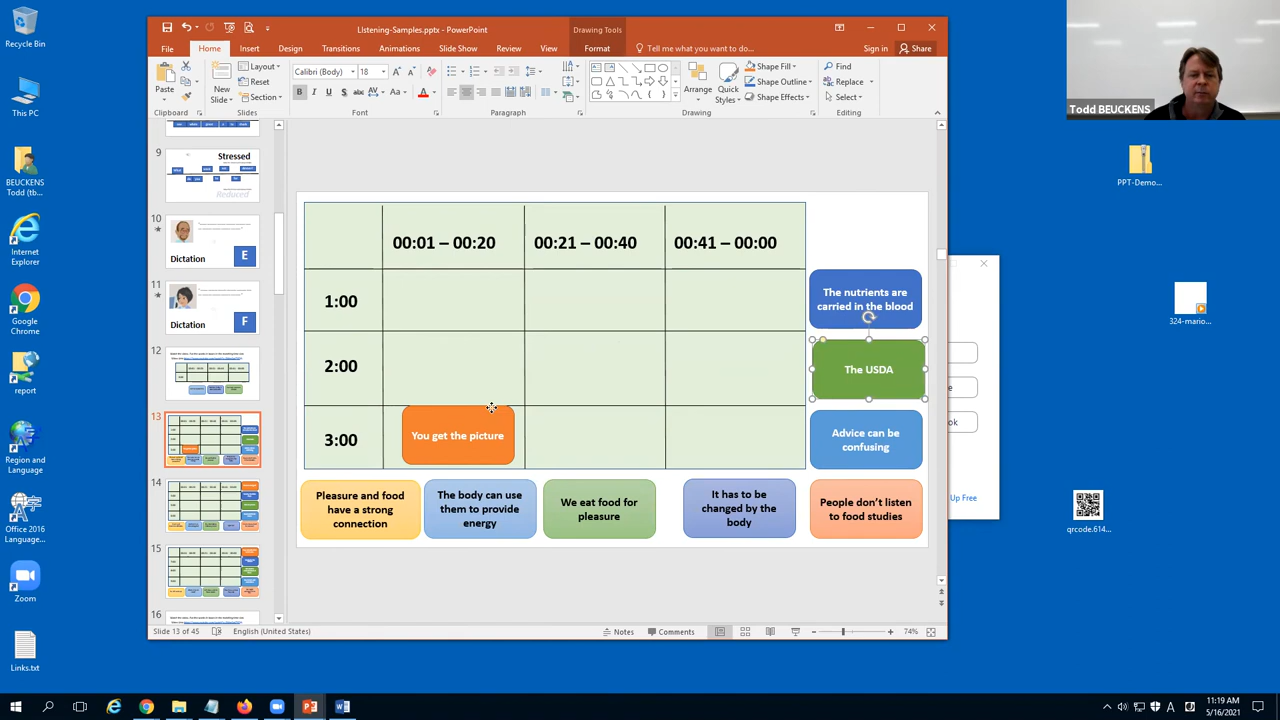 Recycle Bin
This PC
BEUCKENS
Todd (tb...
Internet
Explorer
Google
Chrome
report
Region and
Language
Office 2016
Language...
Zoom
Links.txt
LIstening-Samples.pptx - PowerPoint
Drawing Tools
File
Home
Insert
Design
Transitions
Animations
Slide Show
Review
View
Format
Tell me what you want to do...
Sign in
Share
Paste
Clipboard
New
Slide
Layout
Reset
Section
Slides
Calibri (Body)
18
B I U S abc AV Aa A
Font
Paragraph
Arrange
Quick
Styles
Shape Fill
Shape Outline
Shape Effects
Drawing
Find
Replace
Select
Editing
9
Stressed
Reduced
10
Dictation
E
11
Dictation
F
12
13
14
15
16
00:01 – 00:20
00:21 – 00:40
00:41 – 00:00
1:00
2:00
3:00
You get the picture
The nutrients are
carried in the blood
The USDA
Advice can be
confusing
Pleasure and food
have a strong
connection
The body can use
them to provide
energy
We eat food for
pleasure
It has to be
changed by the
body
People don’t listen
to food studies
Slide 13 of 45
English (United States)
Notes
Comments
74%
Todd BEUCKENS
PPT-Demo...
324-mario...
qrcode.614...
e
ok
Up Free
11:19 AM
5/16/2021